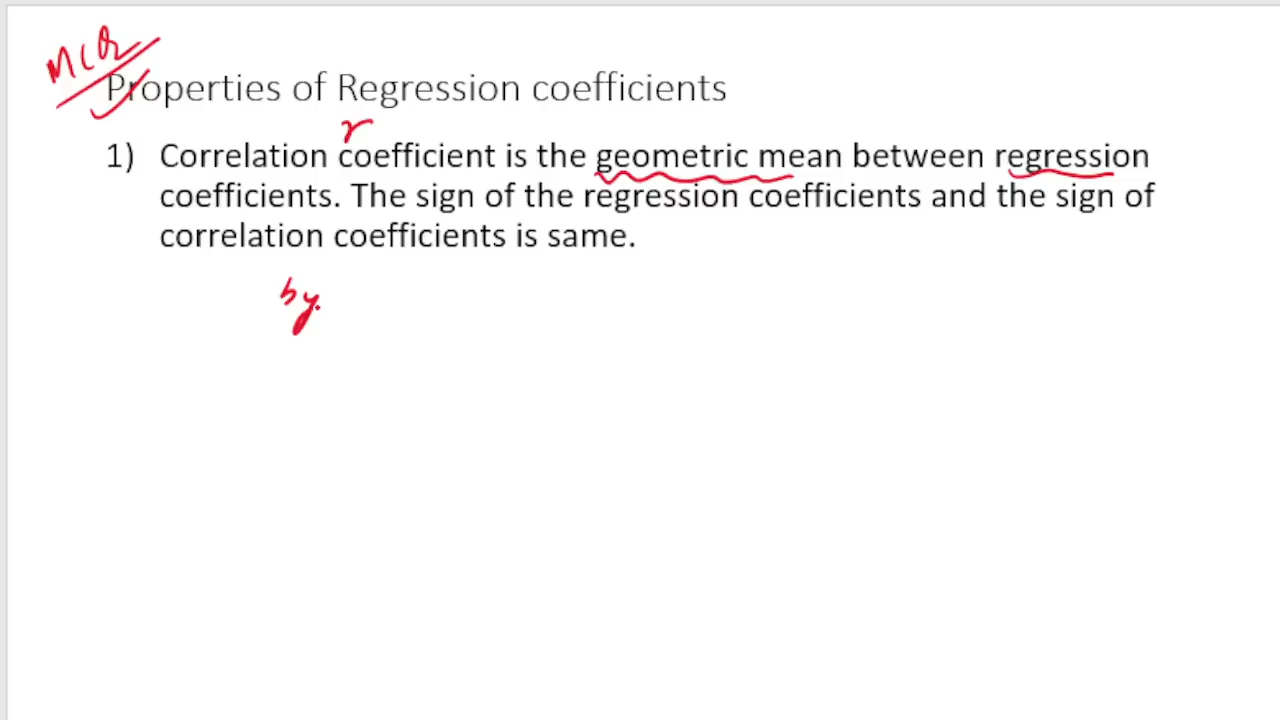 MCQ
Properties of Regression coefficients
r
1) Correlation coefficient is the geometric mean between regression
coefficients. The sign of the regression coefficients and the sign of
correlation coefficients is same.
by